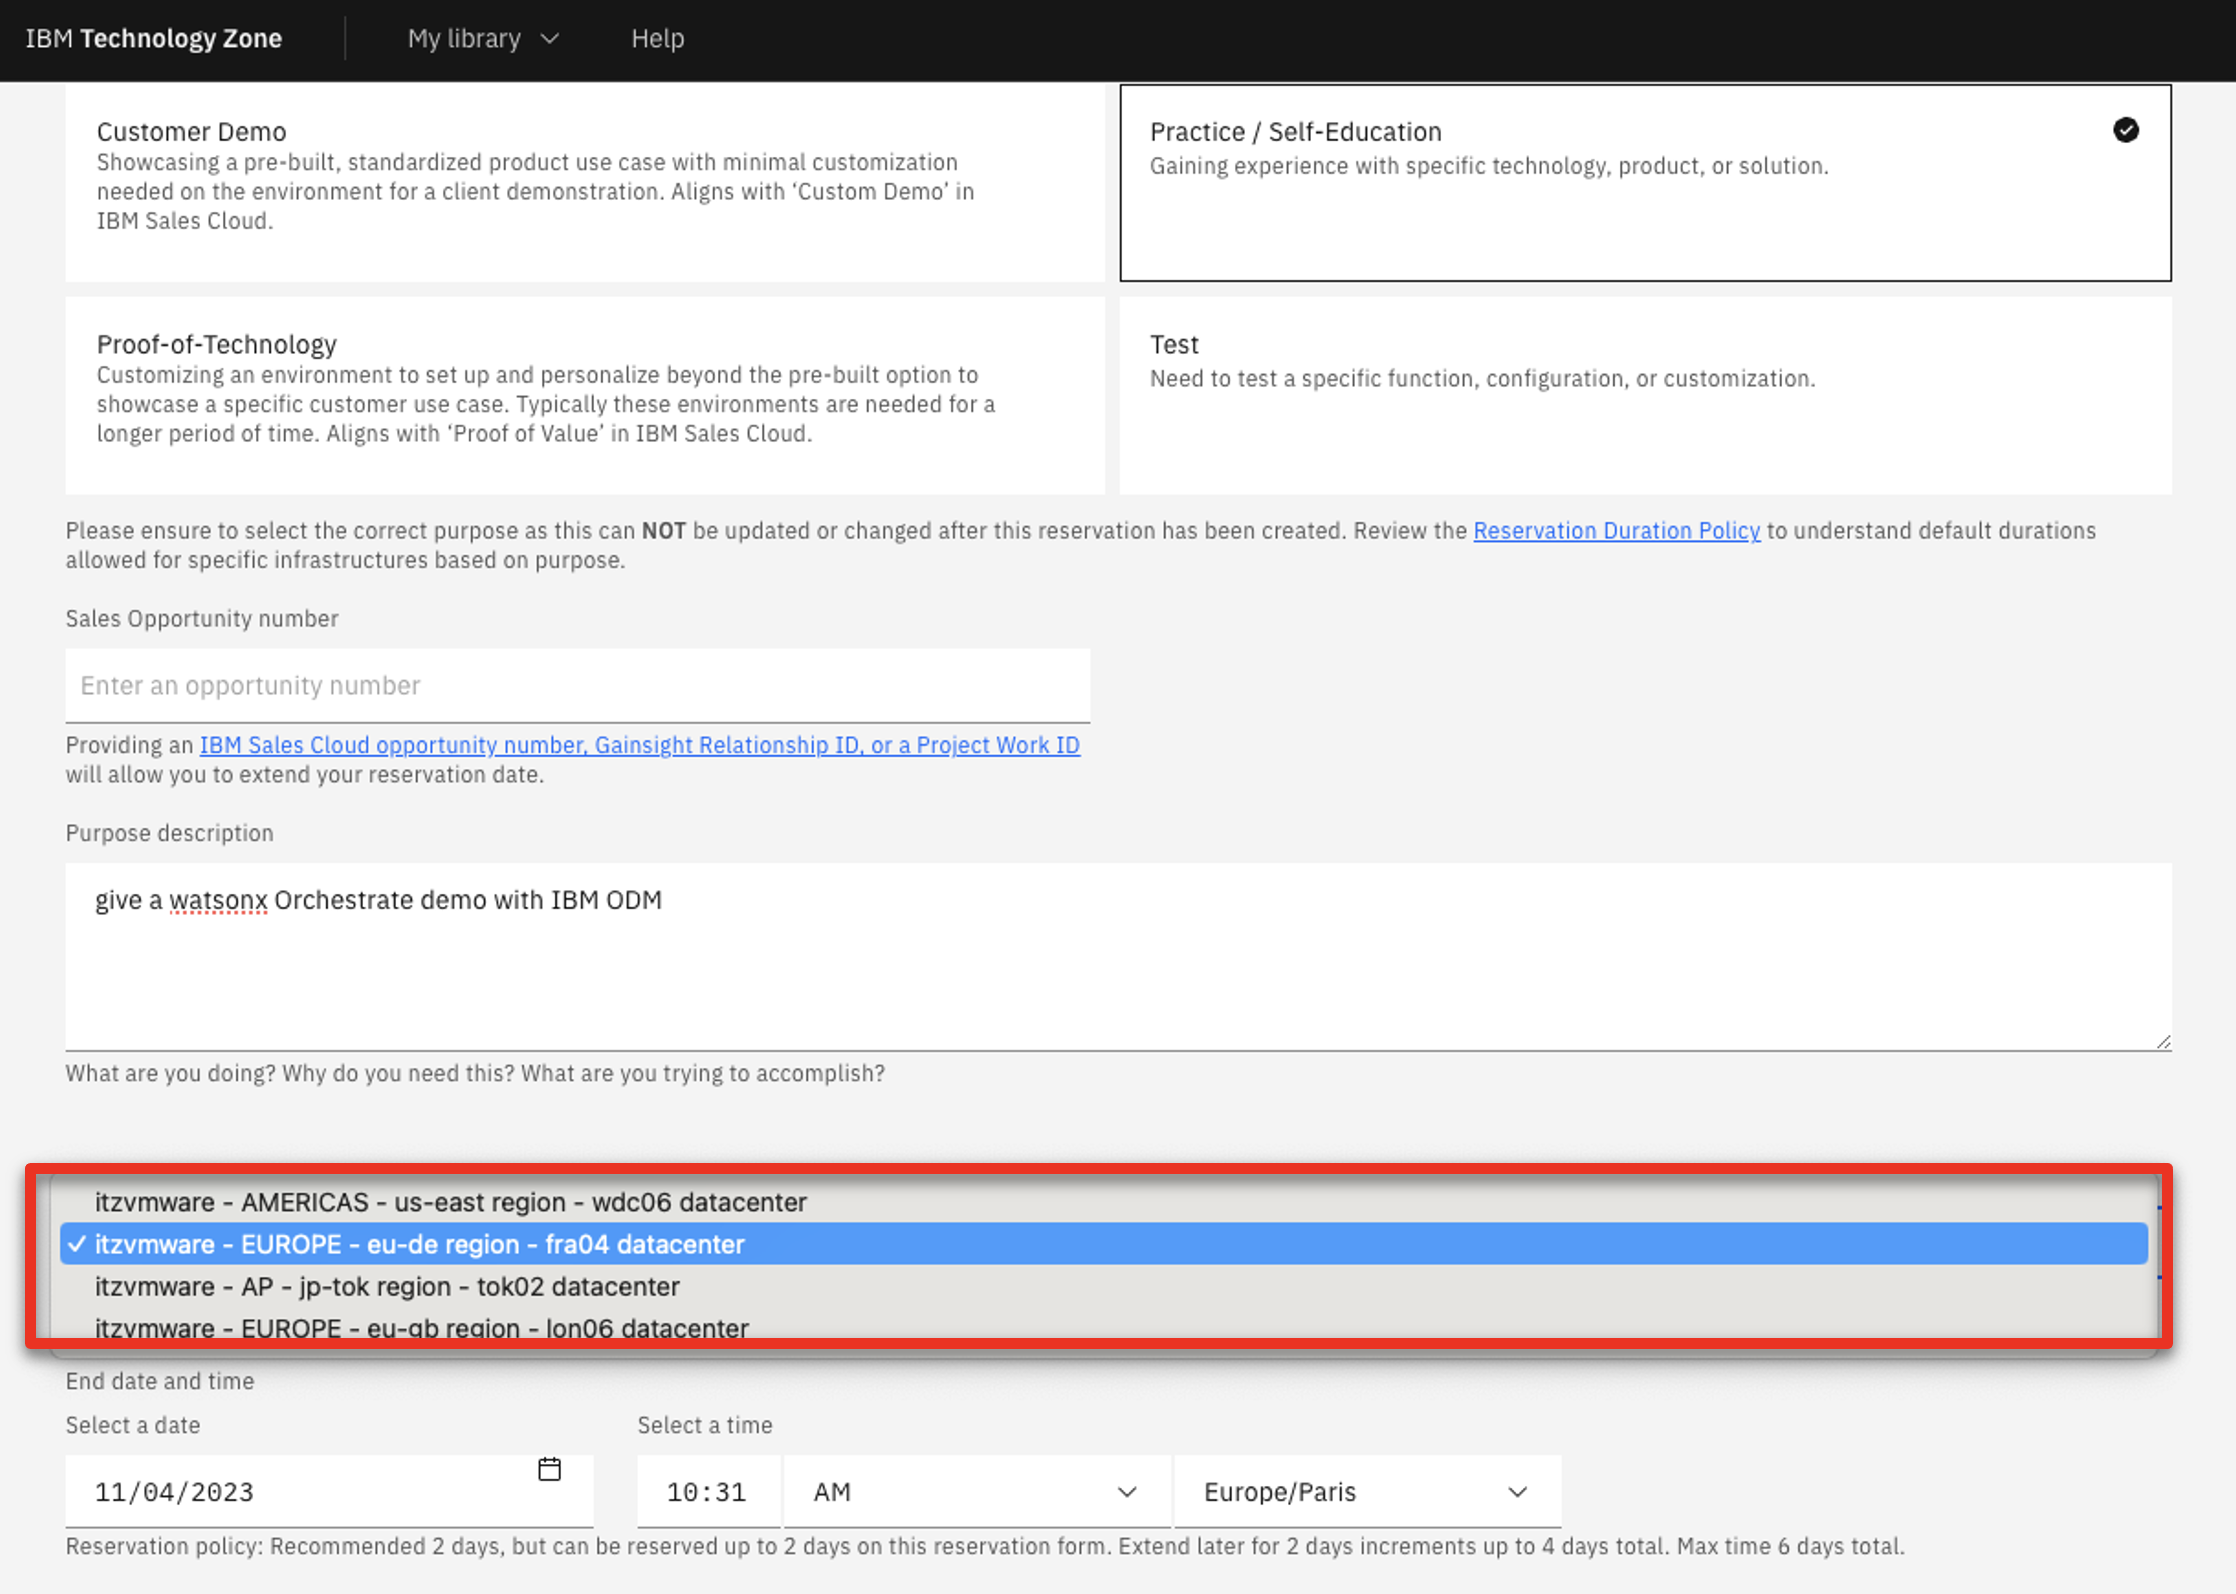 IBM Technology Zone
My library
Help
Customer Demo
Showcasing a pre-built, standardized product use case with minimal customization
needed on the environment for a client demonstration. Aligns with ‘Custom Demo’ in
IBM Sales Cloud.
Practice / Self-Education
Gaining experience with specific technology, product, or solution.
Proof-of-Technology
Customizing an environment to set up and personalize beyond the pre-built option to
showcase a specific customer use case. Typically these environments are needed for a
longer period of time. Aligns with ‘Proof of Value’ in IBM Sales Cloud.
Test
Need to test a specific function, configuration, or customization.
Please ensure to select the correct purpose as this can NOT be updated or changed after this reservation has been created. Review the Reservation Duration Policy to understand default durations
allowed for specific infrastructures based on purpose.
Sales Opportunity number
Enter an opportunity number
Providing an IBM Sales Cloud opportunity number, Gainsight Relationship ID, or a Project Work ID
will allow you to extend your reservation date.
Purpose description
give a watsonx Orchestrate demo with IBM ODM
What are you doing? Why do you need this? What are you trying to accomplish?
itzvmware - AMERICAS - us-east region - wdc06 datacenter
✓ itzvmware - EUROPE - eu-de region - fra04 datacenter
itzvmware - AP - jp-tok region - tok02 datacenter
itzvmware - EUROPE - eu-gb region - lon06 datacenter
End date and time
Select a date
Select a time
11/04/2023
10:31
AM
Europe/Paris
Reservation policy: Recommended 2 days, but can be reserved up to 2 days on this reservation form. Extend later for 2 days increments up to 4 days total. Max time 6 days total.